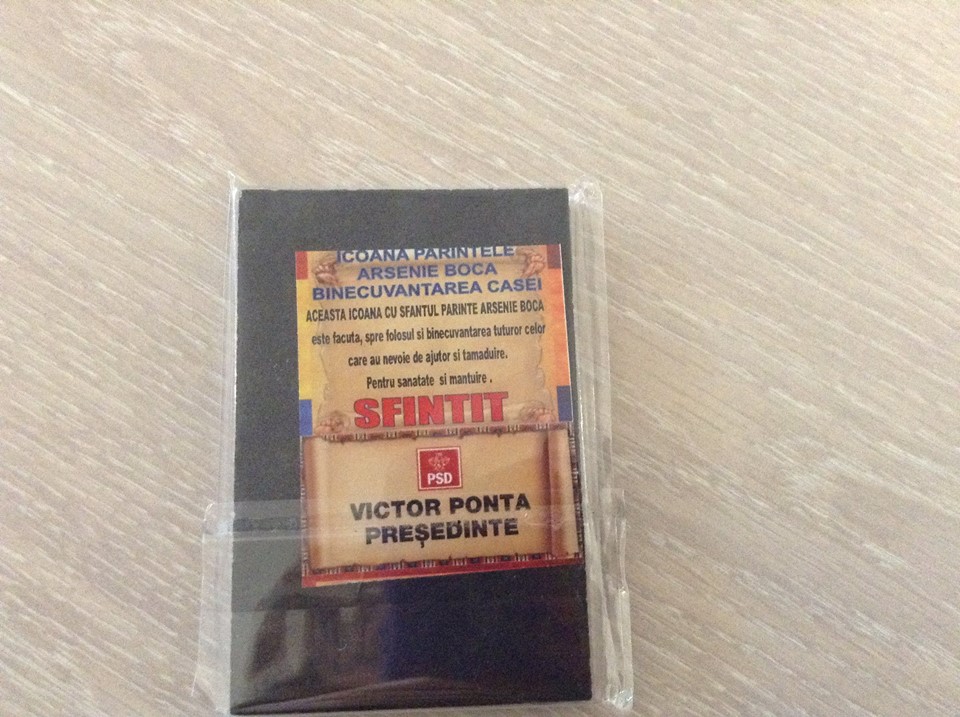 ICOANA PARINTELE
ARSENIE BOCA
BINECUVANTAREA CASEI
ACEASTA ICOANA CU SFANTUL PARINTE ARSENIE BOCA
este facuta, spre folosul si binecuvantarea tuturor celor
care au nevoie de ajutor si tamaduire.
Pentru sanatate si mantuire .
SFINTIT
PSD
VICTOR PONTA
PREȘEDINTE